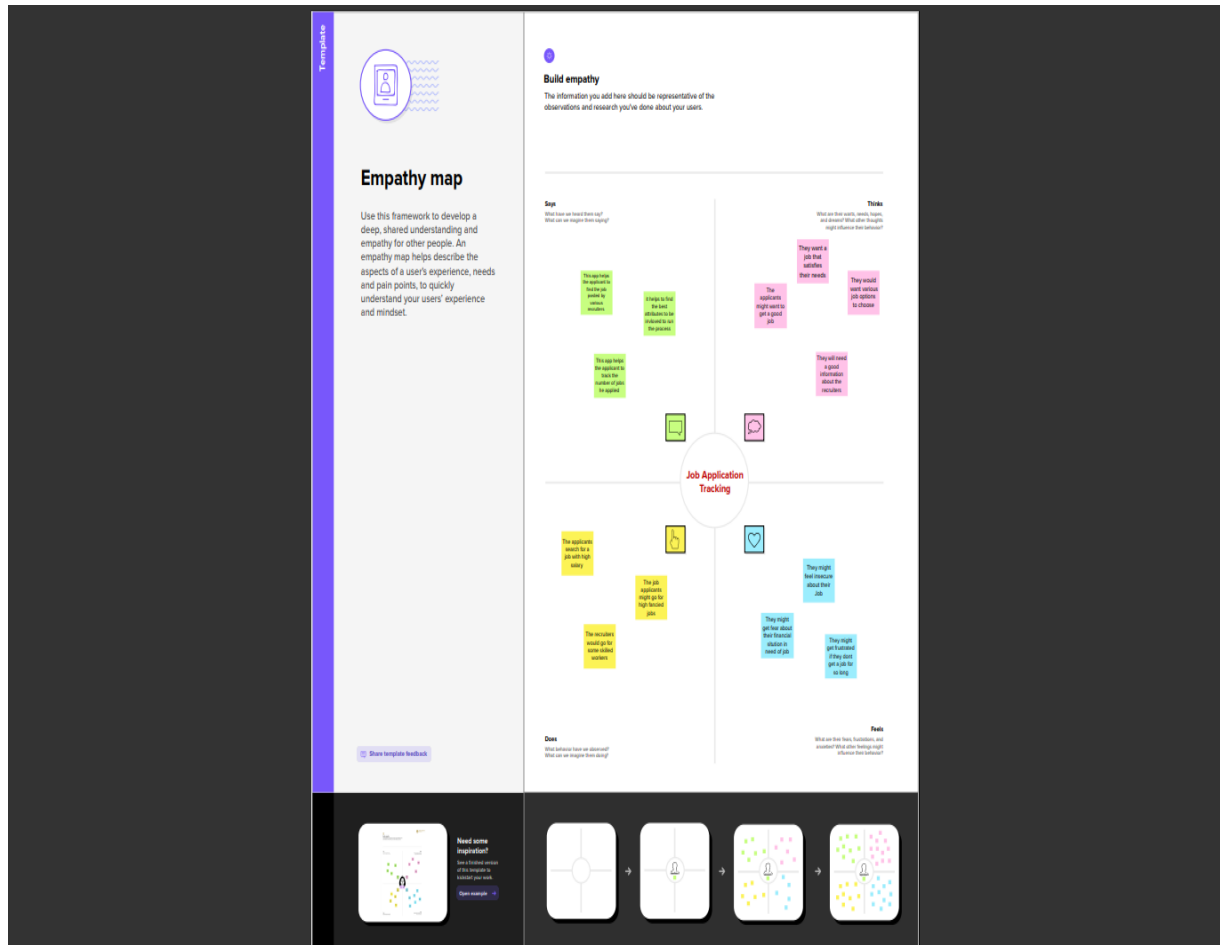 Template
Empathy map
Use this framework to develop a
deep, shared understanding and
empathy for other people. An
empathy map helps describe the
aspects of a user's experience, needs
and pain points, to quickly
understand your users' experience
and mindset.
Share template feedback
Build empathy
The information you add here should be representative of the
observations and research you've done about your users.
Says
What have we heard them say?
What can we imagine them saying?
Thinks
What are their wants, needs, hopes,
and dreams? What other thoughts
might influence their behavior?
This app helps
the applicant to
find the job
posted by
various
recruiters
It helps to find
the best
attributes to be
to run
the process
This app helps
the applicant to
track the
number of jobs
he applied.
They want a
job that
satisfies
their needs
The
applicants
might want to
get a good
job
They would
want various
job options
to choose
They will need
a good
information
about the
recruiters
Job Application
Tracking
The applicants
search for a
job with high
salary
The job
applicants
might go for
high fancied
jobs
The recruiters
would go for
some skilled
workers
They might
feel insecure
about their
Job
They might
get fear about
their financial
sitution in
need of job
They might
get frustrated
if they dont
get a job for
so long
Does
What behavior have we observed?
What can we imagine them doing?
Feels
What are their fears, frustrations, and
anxieties? What other feelings might
influence their behavior?
Need some
inspiration?
See a finished version
of this template to
kickstart your work.
Open example